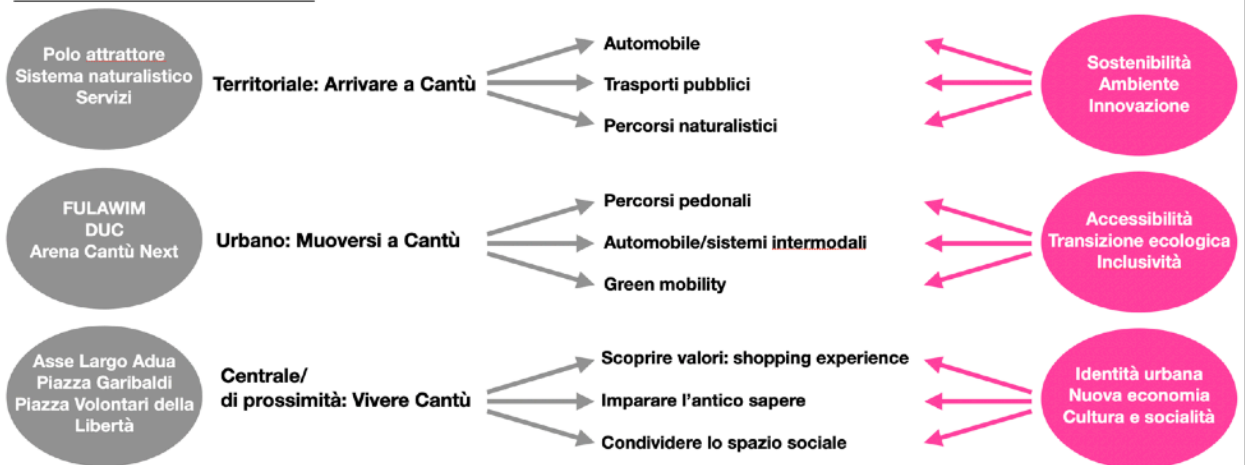 Polo attrattore
Sistema naturalistico
Servizi
Territoriale: Arrivare a Cantù
Automobile
Trasporti pubblici
Percorsi naturalistici
Sostenibilità
Ambiente
Innovazione
FULAWIM
DUC
Arena Cantù Next
Urbano: Muoversi a Cantù
Percorsi pedonali
Automobile/sistemi intermodali
Green mobility
Accessibilità
Transizione ecologica
Inclusività
Asse Largo Adua
Piazza Garibaldi
Piazza Volontari della
Libertà
Centrale/
di prossimità: Vivere Cantù
Scoprire valori: shopping experience
Imparare l'antico sapere
Condividere lo spazio sociale
Identità urbana
Nuova economia
Cultura e socialità